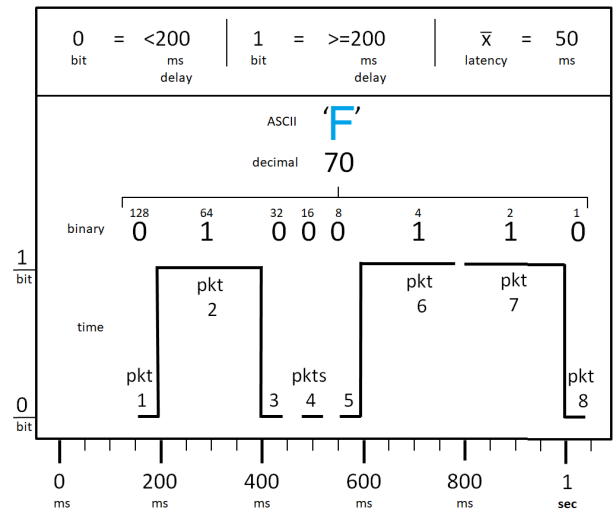 0 = <200 1 = >=200 x̅ = 50
bit ms bit ms latency ms
delay delay
ASCII ‘F’
decimal 70
128 64 32 16 8 4 2 1
binary 0 1 0 0 0 1 1 0
1
bit
pkt pkt pkt
2 6 7
time
pkt pkts pkt
1 3 4 5 8
0
bit
0 200 400 600 800 1
ms ms ms ms ms sec